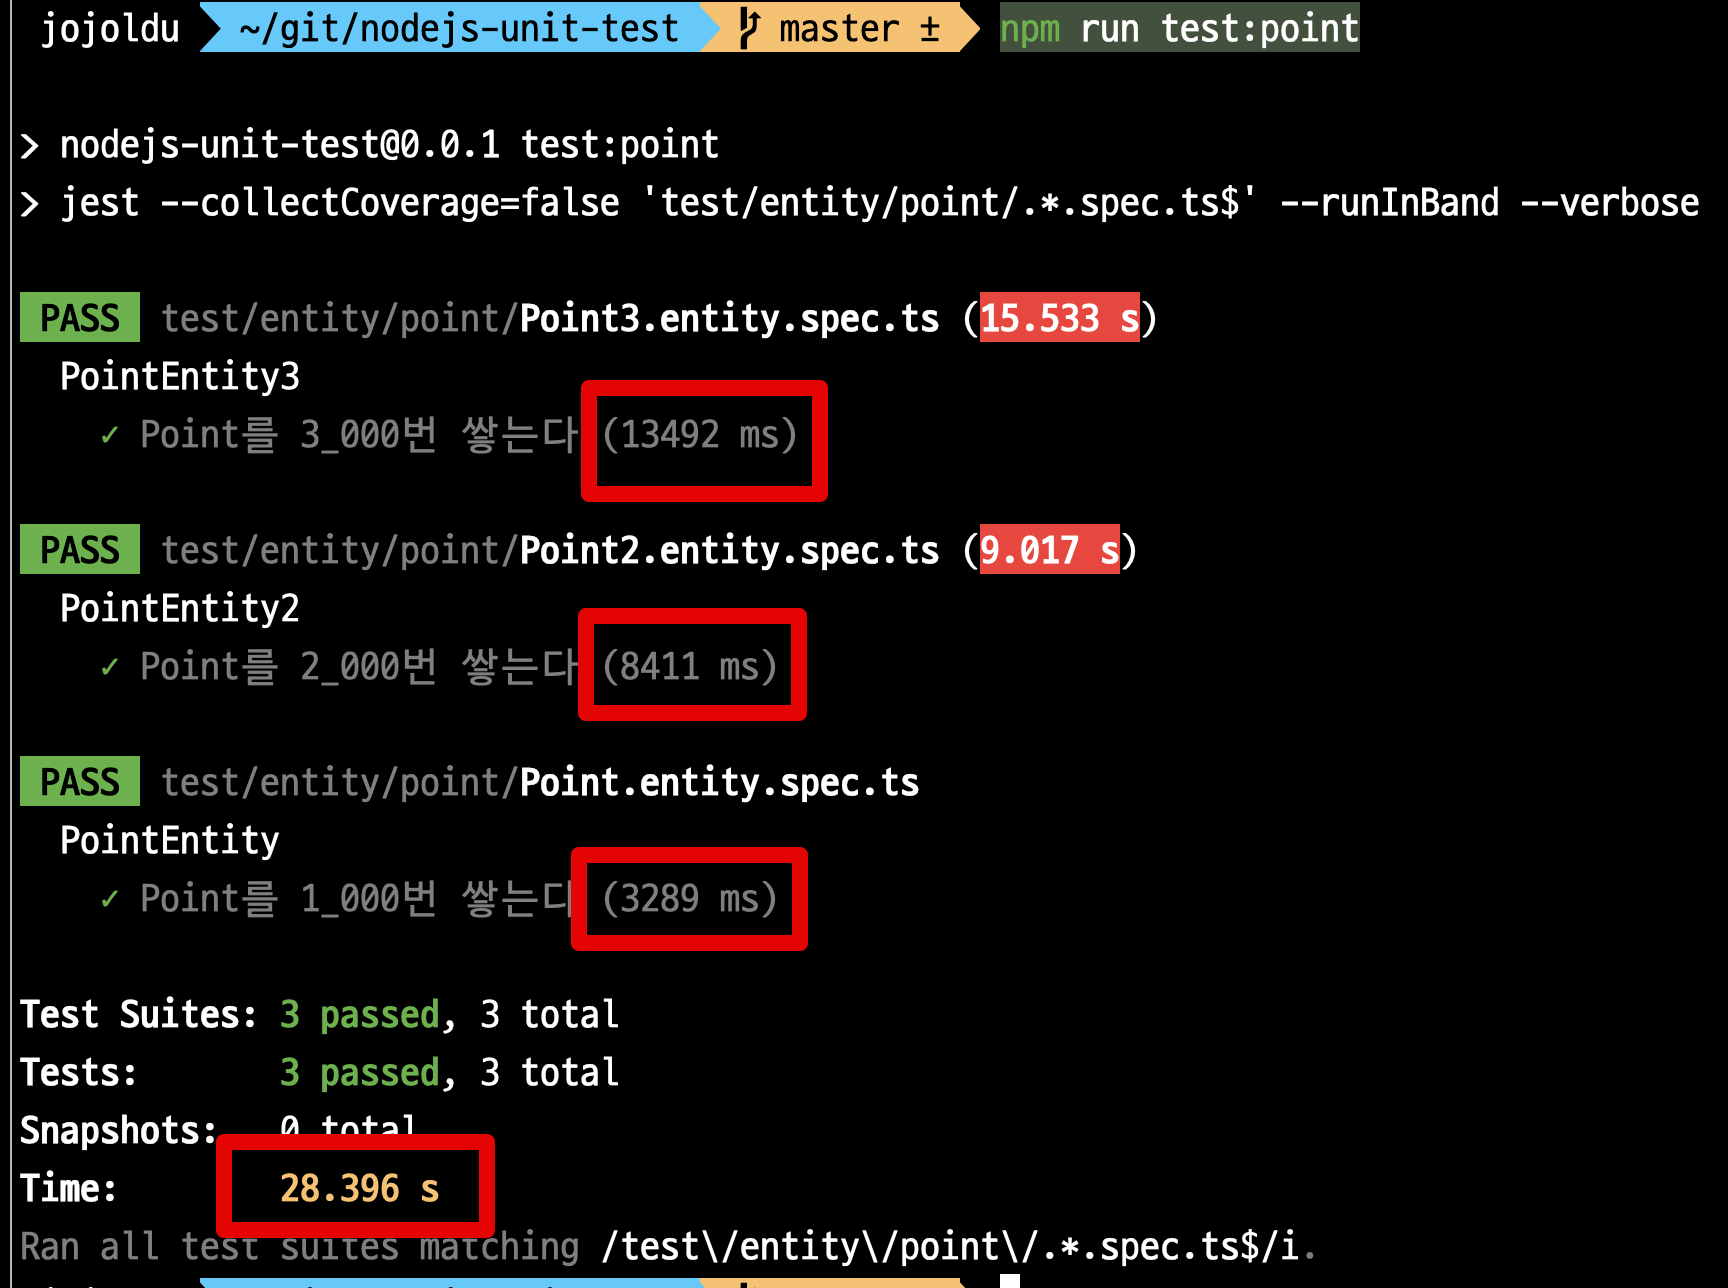 jojoldu ~/git/nodejs-unit-test master ± npm run test:point
> nodejs-unit-test@0.0.1 test:point
> jest --collectCoverage=false 'test/entity/point/.*.spec.ts$' --runInBand --verbose
PASS test/entity/point/Point3.entity.spec.ts (15.533 s)
PointEntity3
✓ Point를 3_000번 쌓는다 (13492 ms)
PASS test/entity/point/Point2.entity.spec.ts (9.017 s)
PointEntity2
✓ Point를 2_000번 쌓는다 (8411 ms)
PASS test/entity/point/Point.entity.spec.ts
PointEntity
✓ Point를 1_000번 쌓는다 (3289 ms)
Test Suites: 3 passed, 3 total
Tests: 3 passed, 3 total
Snapshots: 0 total
Time: 28.396 s
Ran all test suites matching /test\/entity\/point\/.*.spec.ts$/i.